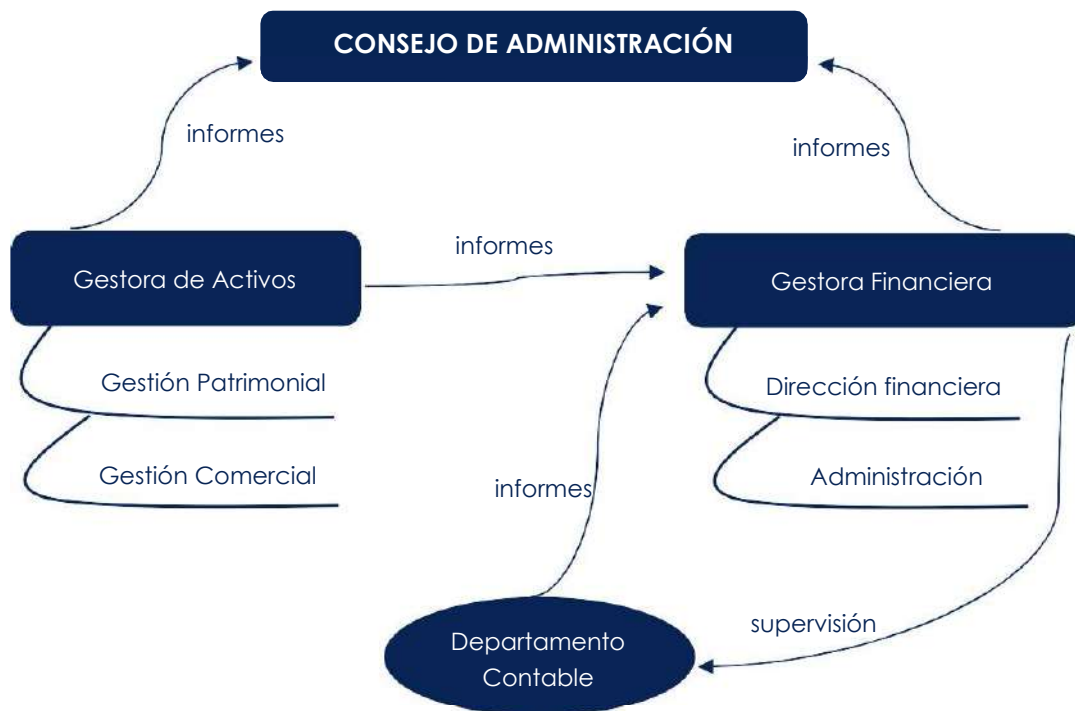 CONSEJO DE ADMINISTRACIÓN
informes
informes
informes
Gestora de Activos
Gestora Financiera
Gestión Patrimonial
Dirección financiera
Gestión Comercial
Administración
informes
supervisión
Departamento
Contable